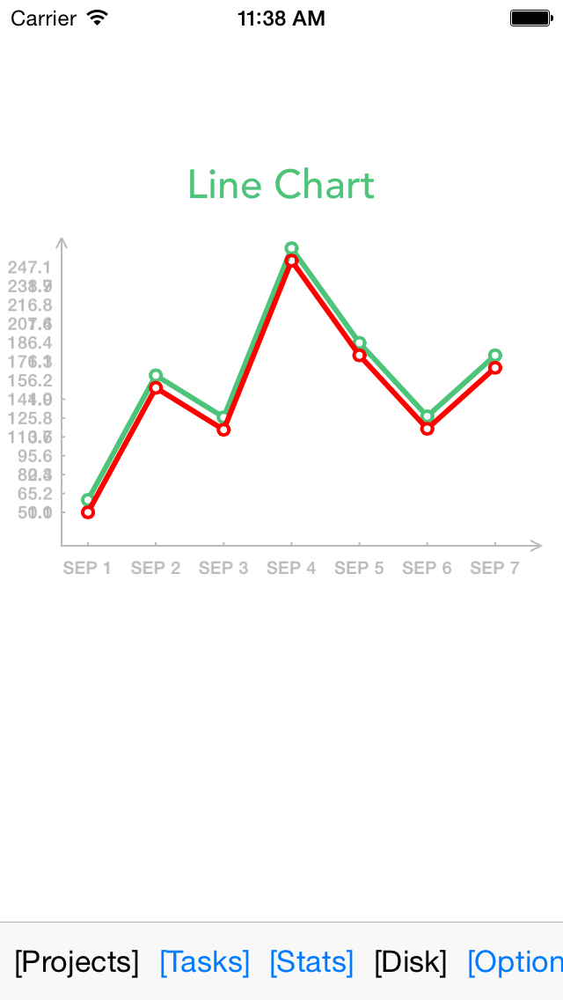 Carrier 11:38 AM
Line Chart
247.1
216.8
186.4
156.2
125.8
95.6
65.2
SEP 1 SEP 2 SEP 3 SEP 4 SEP 5 SEP 6 SEP 7
[Projects] [Tasks] [Stats] [Disk] [Option